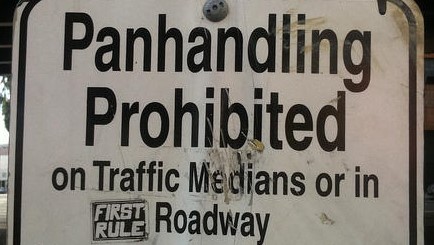 Panhandling
Prohibited
on Traffic Medians or in
Roadway
FIRST
RULE